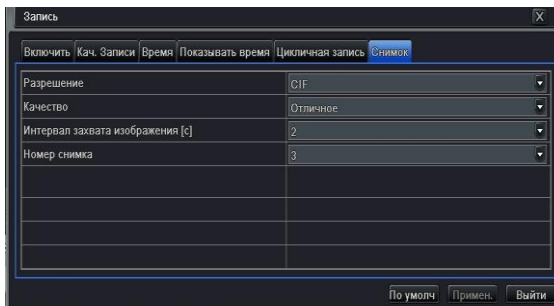 Запись X
Включить Кач. Записи Время Показывать время Цикличная запись Снимок
Разрешение CIF
Качество Отличное
Интервал захвата изображения [с] 2
Номер снимка 3
По умолч Примен. Выйти